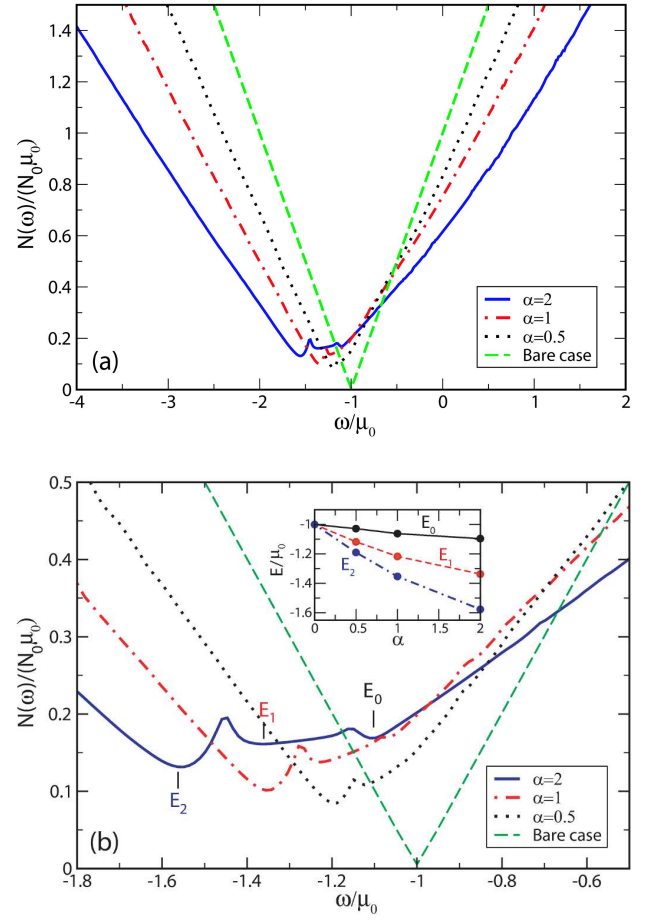 N(ω)/(N₀μ₀)
1.4
1.2
1
0.8
0.6
0.4
0.2
0
(a)
α=2
α=1
α=0.5
Bare case
-4 -3 -2 -1 0 1 2
ω/μ₀
N(ω)/(N₀μ₀)
0.5
0.4
0.3
0.2
0.1
0
E/μ₀
-1
-1.2
-1.4
-1.6
E₀
E₁
E₂
0 0.5 1.0 1.5 2
α
E₀
E₁
E₂
(b)
α=2
α=1
α=0.5
Bare case
-1.8 -1.6 -1.4 -1.2 -1 -0.8 -0.6
ω/μ₀